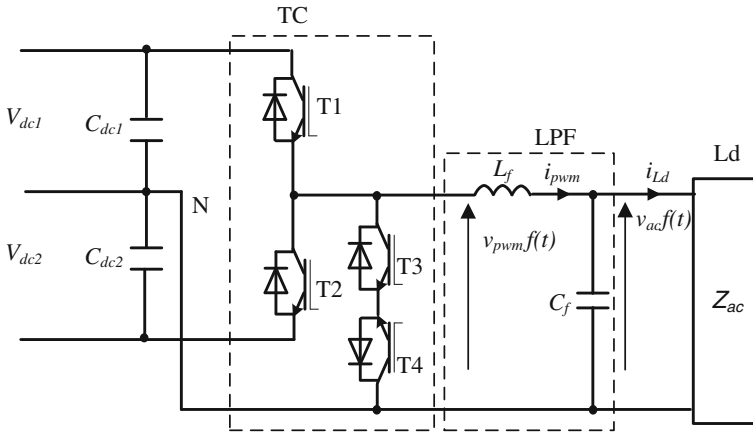 TC
T1
V_dc1
C_dc1
LPF
Ld
L_f
i_pwm
i_Ld
N
v_pwm f(t)
v_ac f(t)
V_dc2
C_dc2
T2
T3
C_f
Z_ac
T4